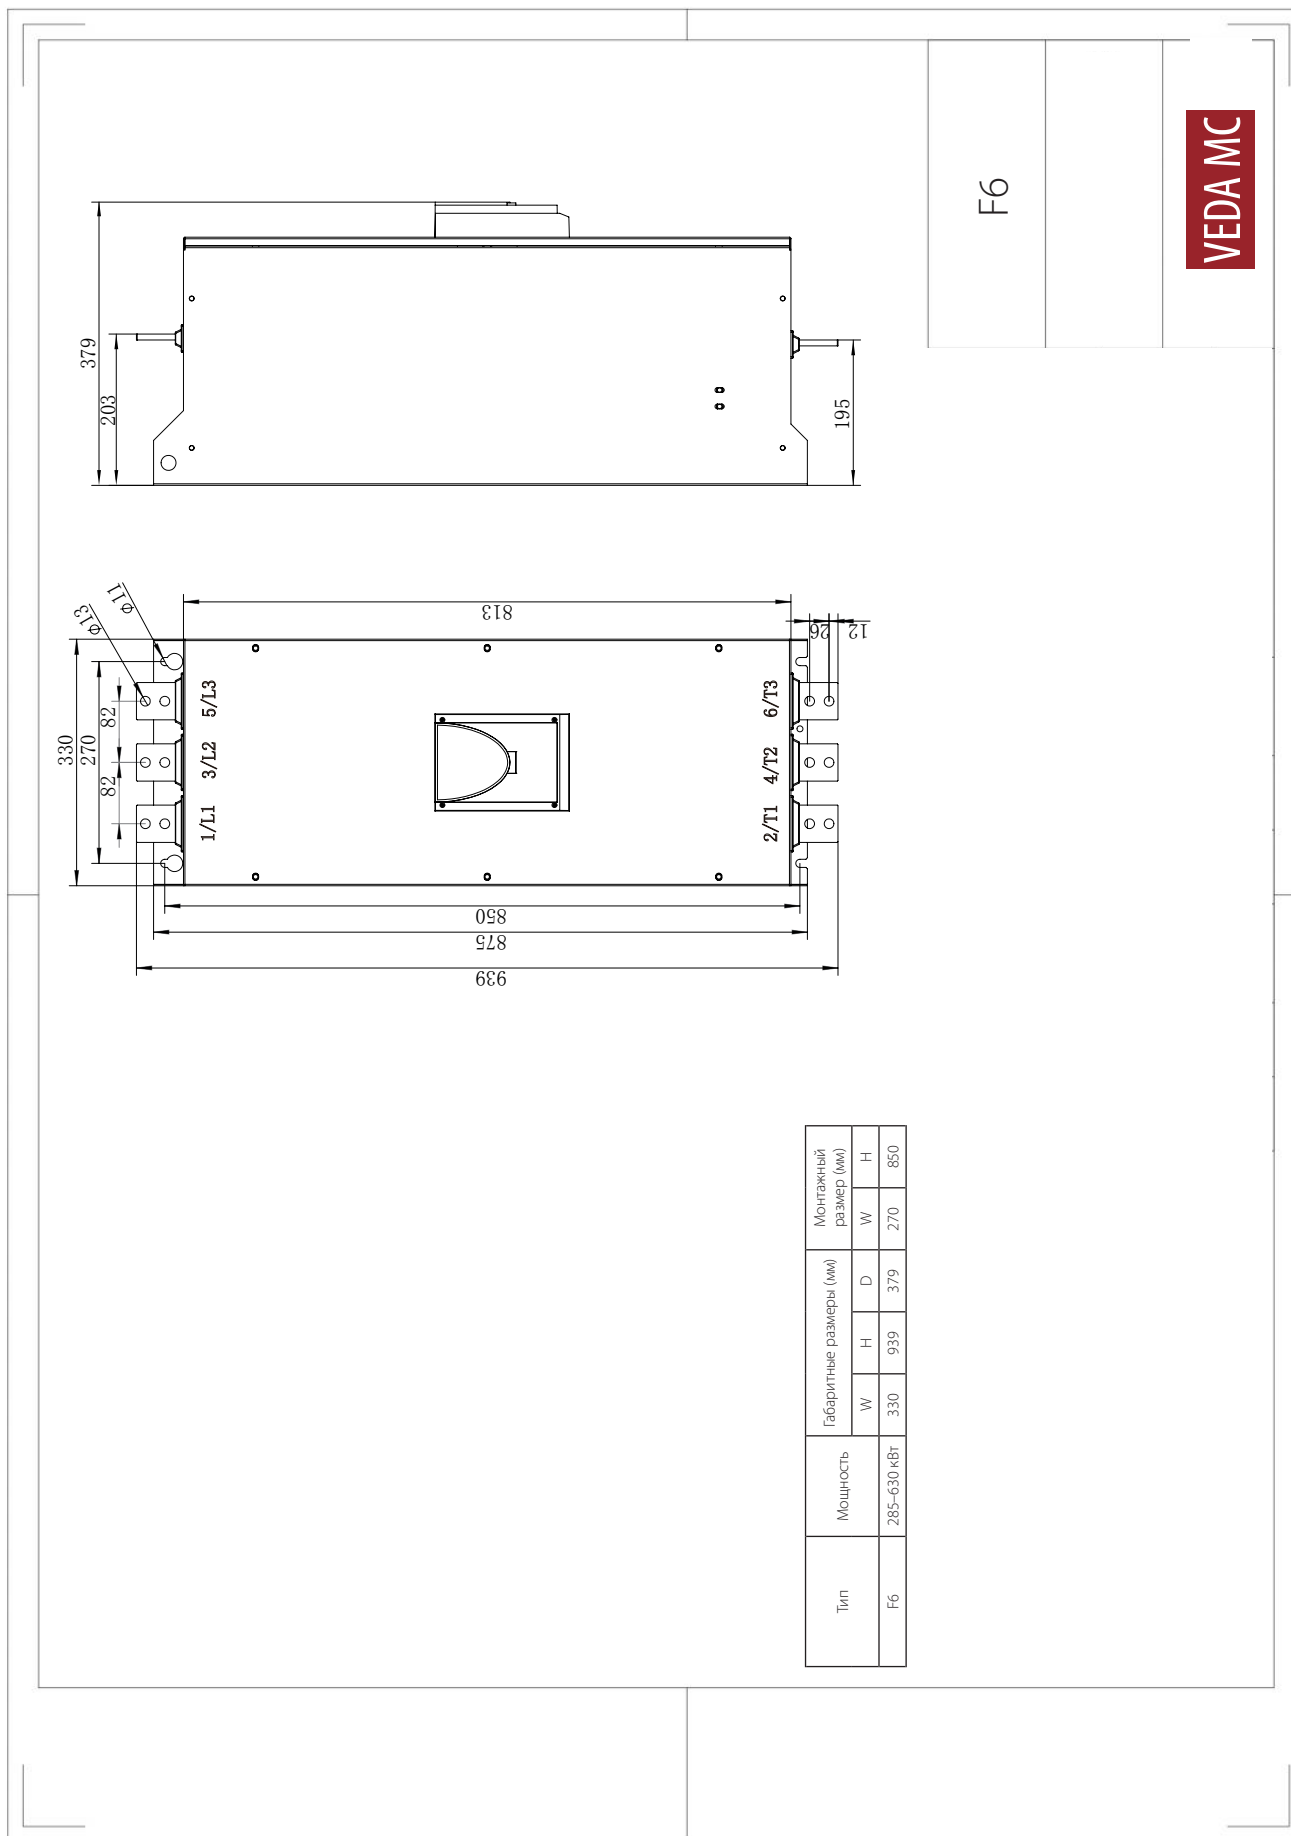 379
203
195
ϕ13
ϕ11
813
26
12
330
270
82
82
5/L3
3/L2
1/L1
6/T3
4/T2
2/T1
850
875
939
Тип
Мощность
Габаритные размеры (мм)
Монтажный
размер (мм)
W
H
D
W
H
F6
285–630 кВт
330
939
379
270
850
F6
VEDA MC